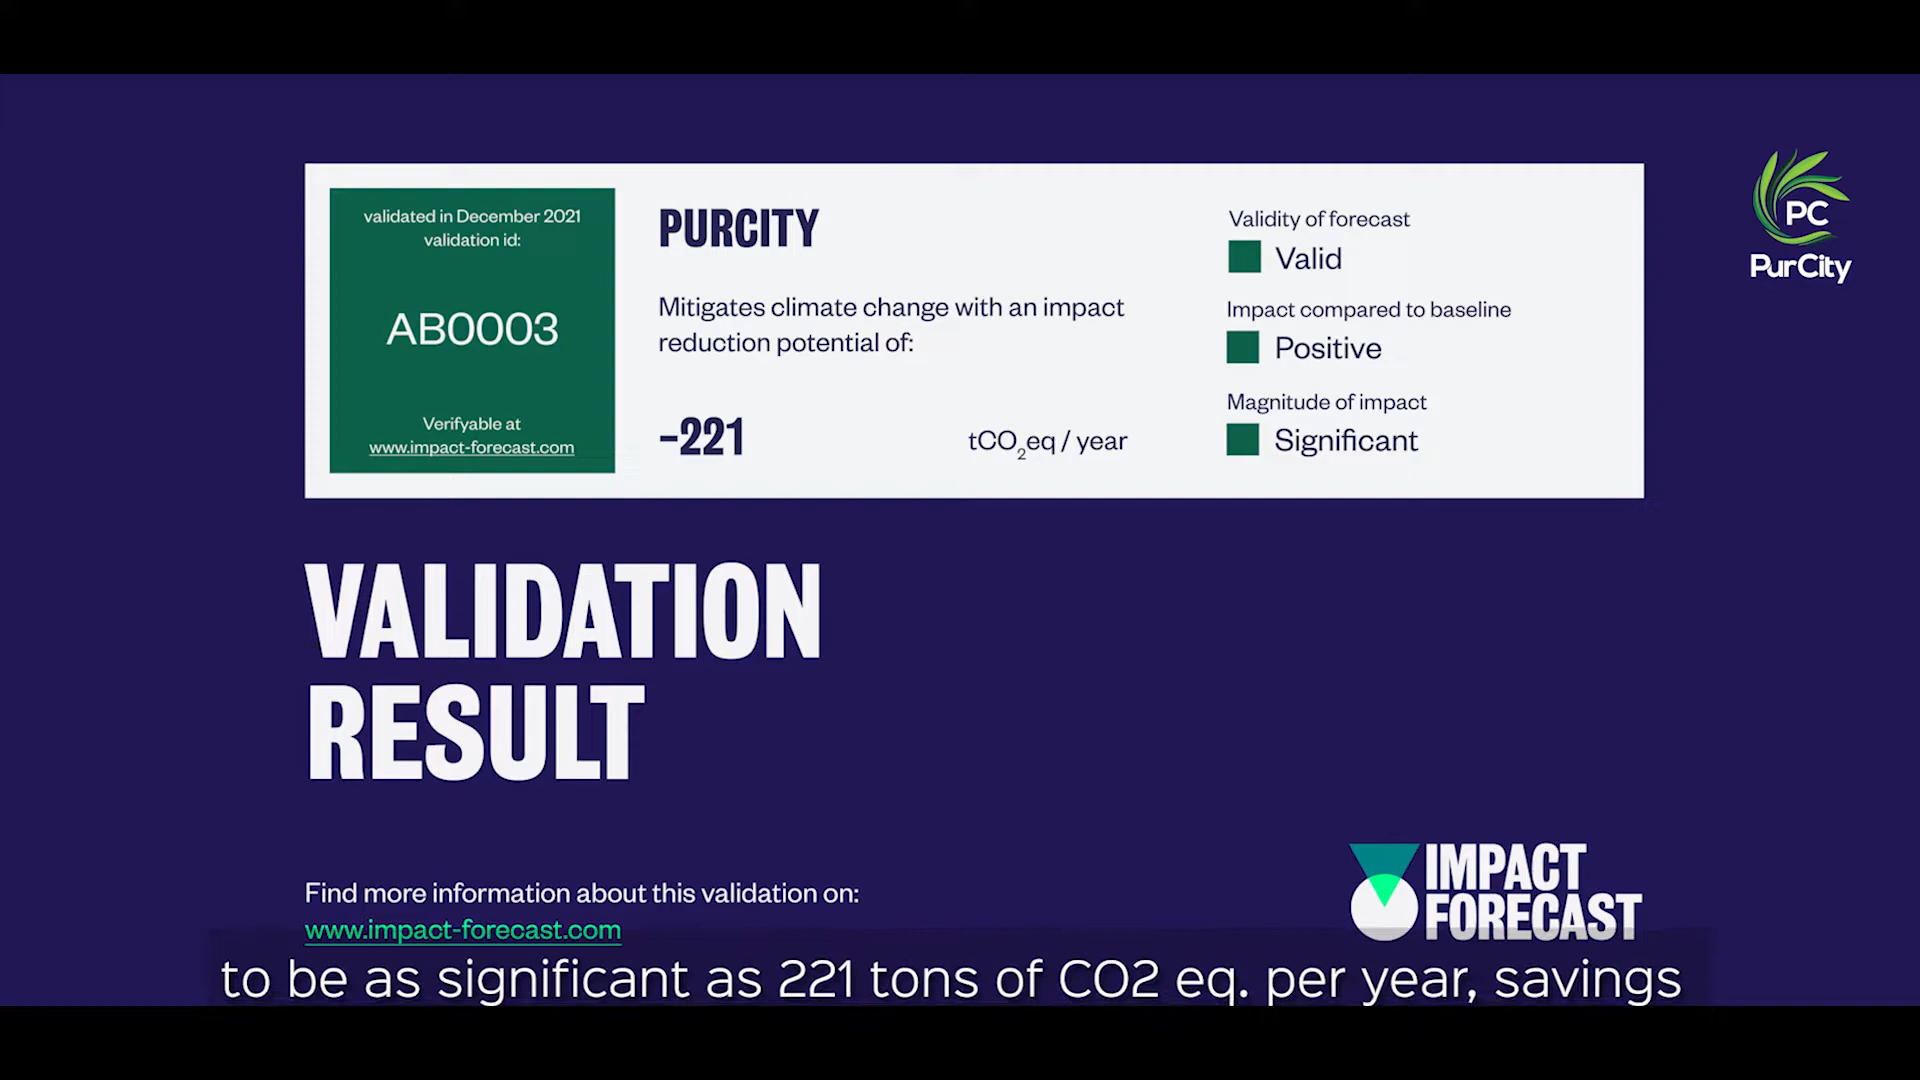 validated in December 2021
validation id:
AB0003
Verifyable at
www.impact-forecast.com
PURCITY
Mitigates climate change with an impact
reduction potential of:
-221 tCO2eq / year
Validity of forecast
Valid
Impact compared to baseline
Positive
Magnitude of impact
Significant
PC
PurCity
VALIDATION
RESULT
Find more information about this validation on:
www.impact-forecast.com
IMPACT
FORECAST
to be as significant as 221 tons of CO2 eq. per year, savings